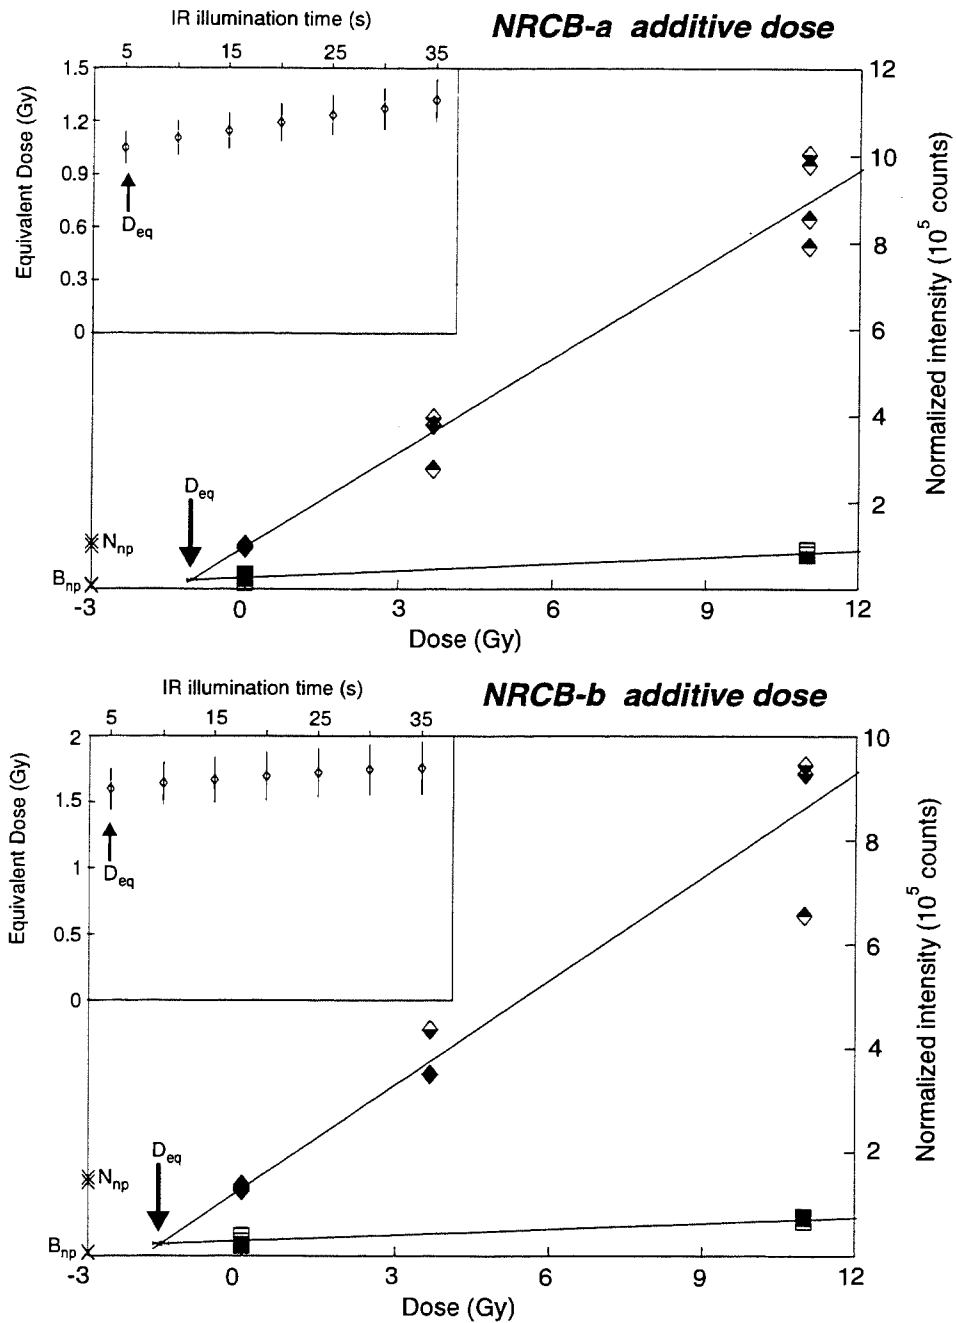 IR illumination time (s)
NRCB-a additive dose
5 15 25 35
1.5
1.2
0.9
0.6
0.3
0
Equivalent Dose (Gy)
Deq
12
10
8
6
4
2
Normalized intensity (10^5 counts)
Deq
Nnp
Bnp
-3 0 3 6 9 12
Dose (Gy)
IR illumination time (s)
NRCB-b additive dose
5 15 25 35
2
1.5
1
0.5
0
Equivalent Dose (Gy)
Deq
10
8
6
4
2
Normalized intensity (10^5 counts)
Deq
Nnp
Bnp
-3 0 3 6 9 12
Dose (Gy)